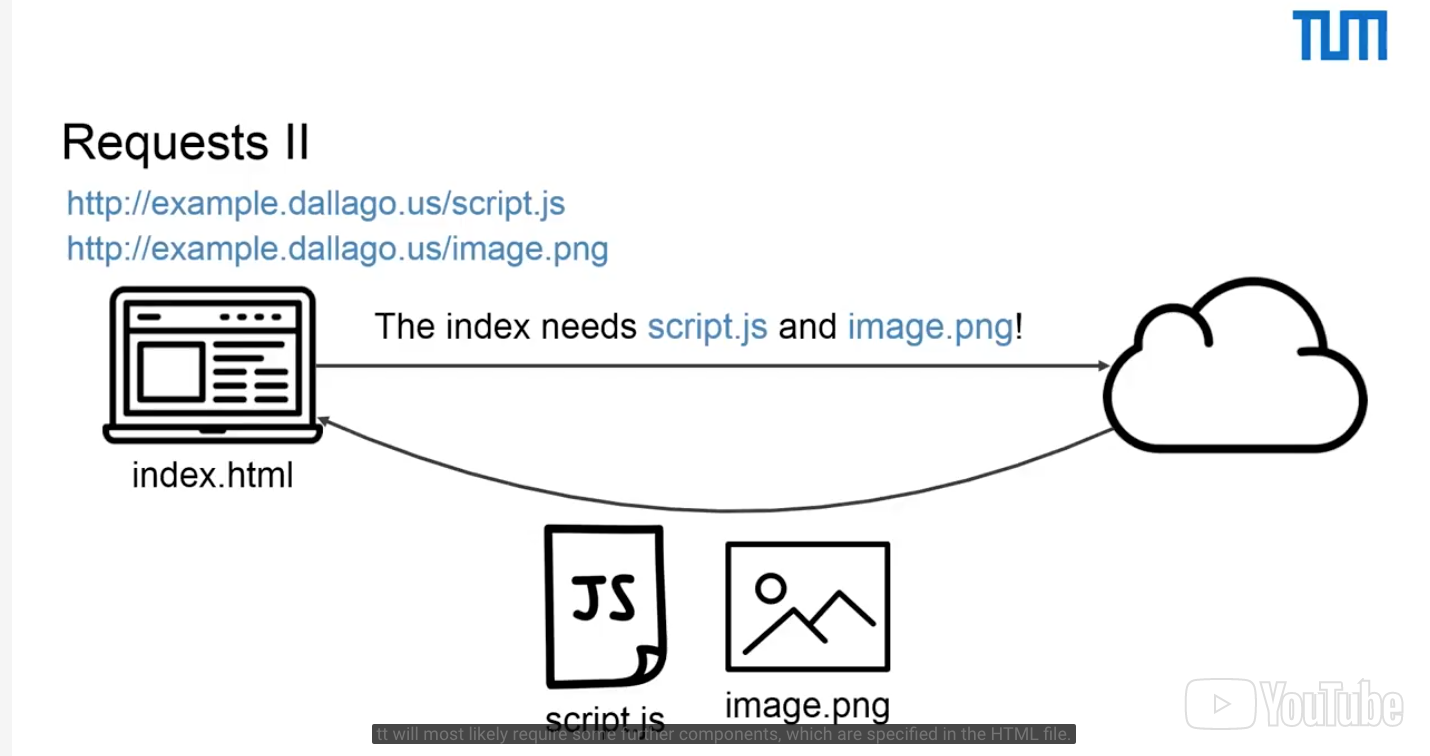 TUM
Requests II
http://example.dallago.us/script.js
http://example.dallago.us/image.png
The index needs script.js and image.png!
index.html
JS
script.js
image.png
YouTube
tt will most likely require some further components, which are specified in the HTML file.